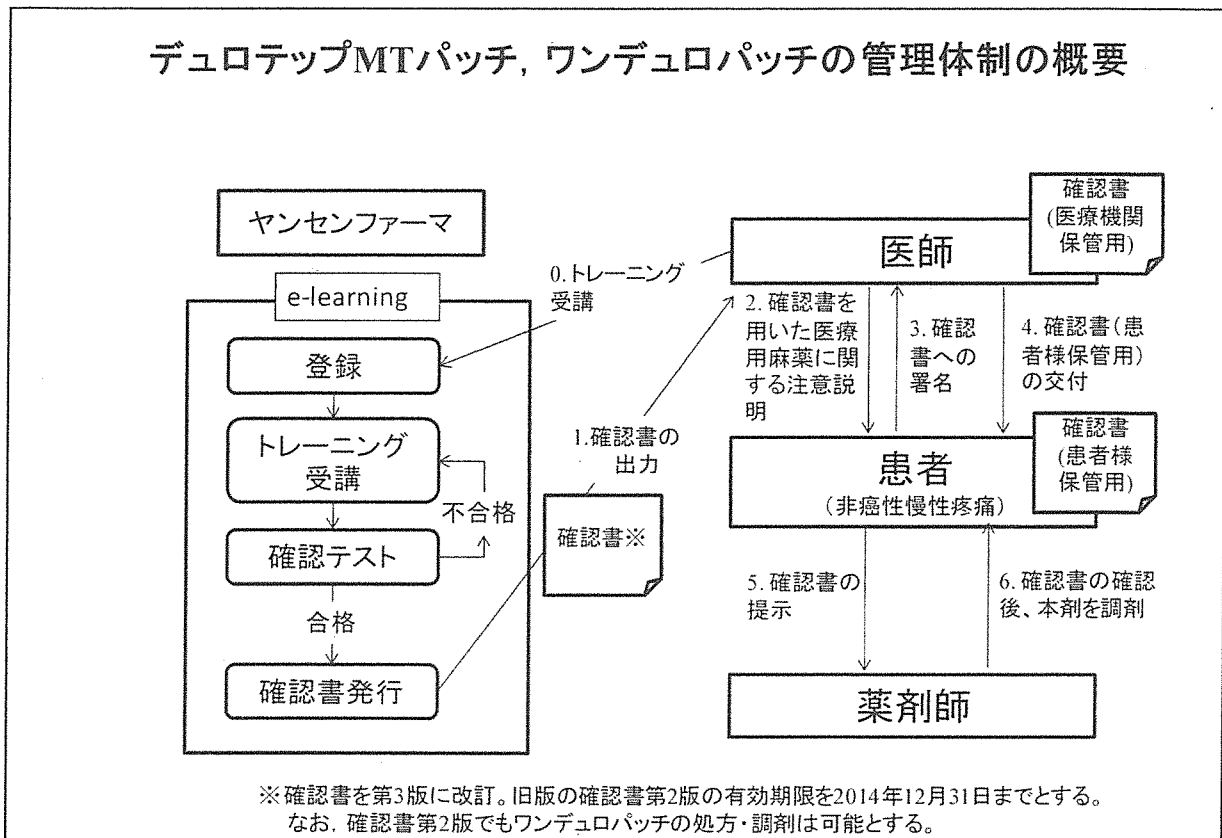 デュロテップMTパッチ，ワンデュロパッチの管理体制の概要
ヤンセンファーマ
e-learning
登録
トレーニング
受講
不合格
確認テスト
合格
確認書発行
0.トレーニング
受講
1.確認書の
出力
確認書※
医師
確認書
(医療機関
保管用)
2. 確認書を
用いた医療
用麻薬に関
する注意説
明
3. 確認
書への
署名
4. 確認書(患
者様保管用)
の交付
患者
(非癌性慢性疼痛)
確認書
(患者様
保管用)
5. 確認書の
提示
6. 確認書の確認
後、本剤を調剤
薬剤師
※確認書を第3版に改訂。旧版の確認書第2版の有効期限を2014年12月31日までとする。
なお，確認書第2版でもワンデュロパッチの処方・調剤は可能とする。